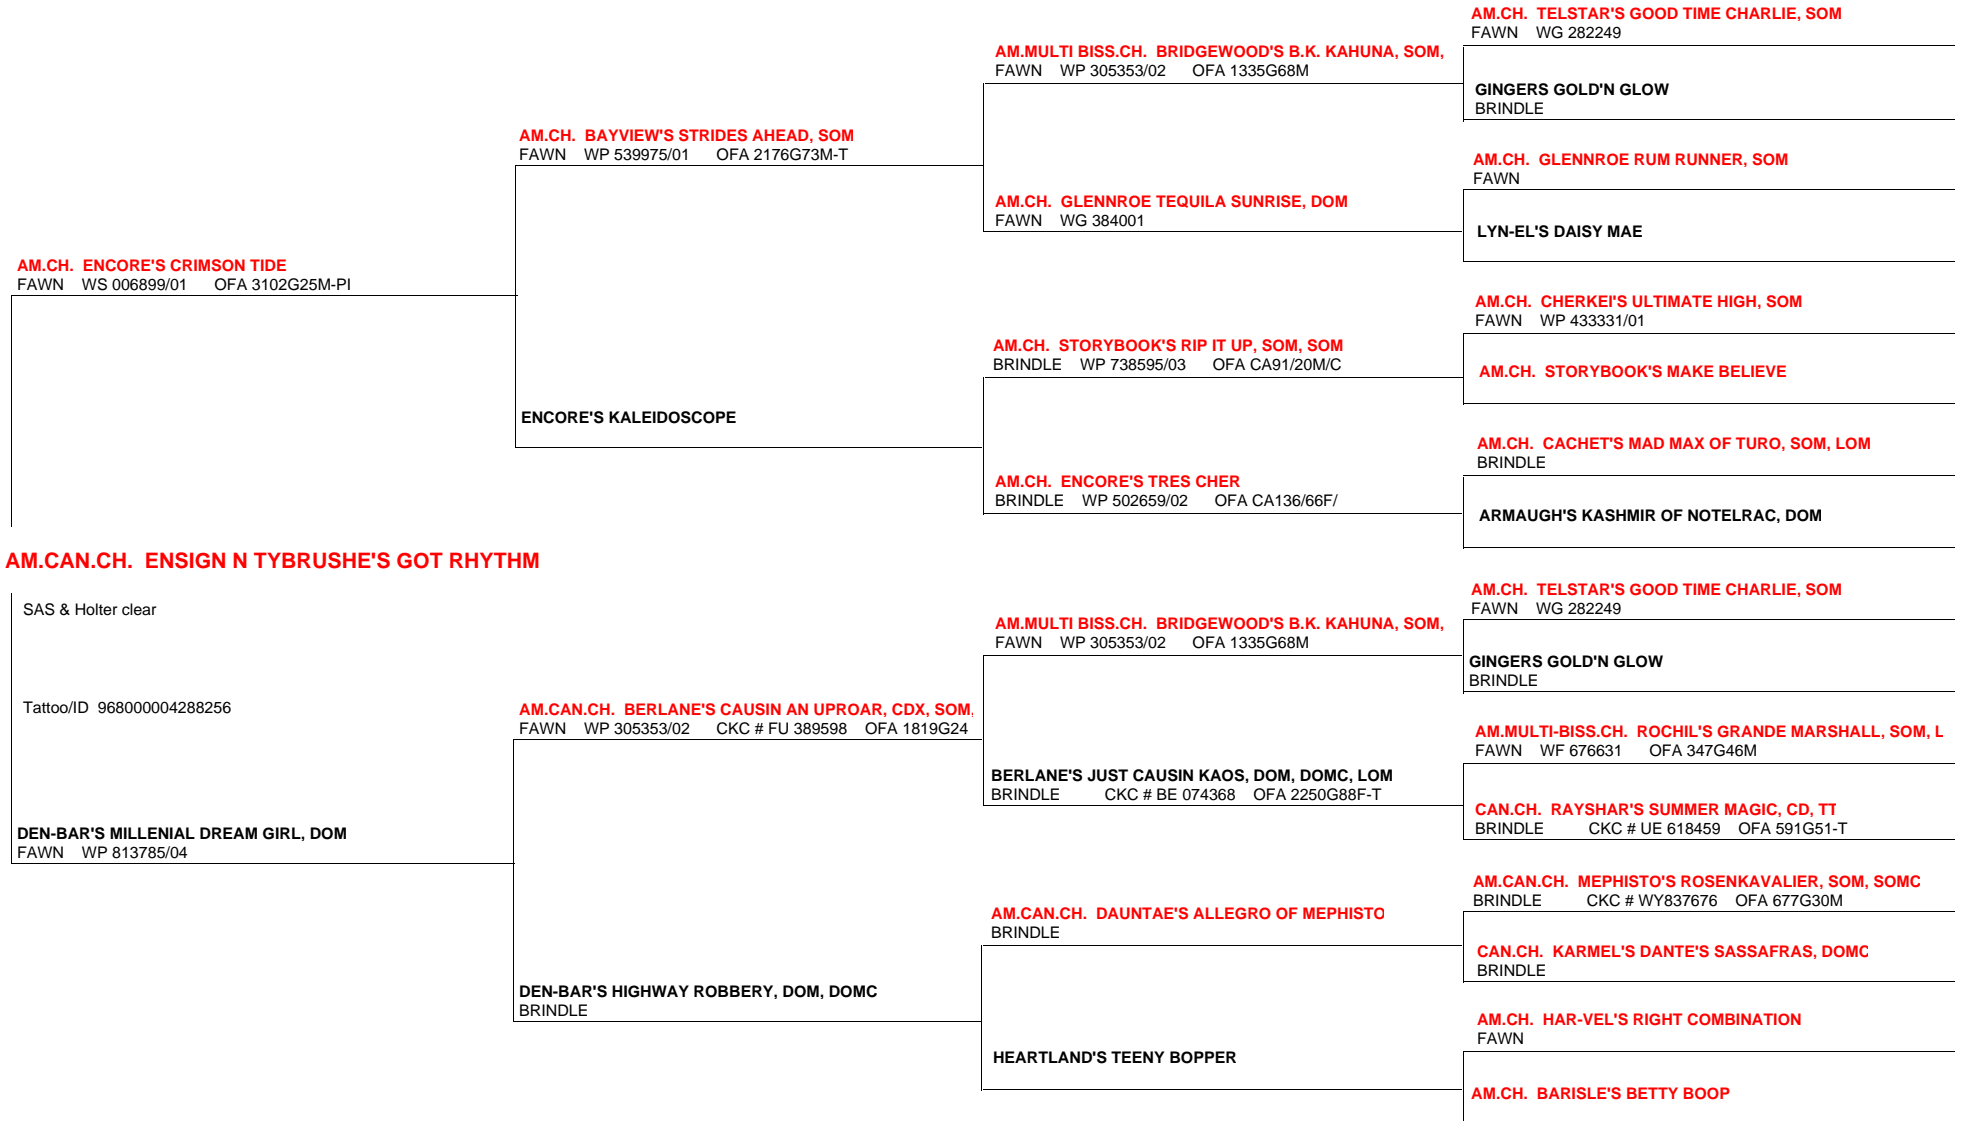 AM.CH.  TELSTAR'S GOOD TIME CHARLIE, SOM
FAWN    WG 282249
AM.MULTI BISS.CH.  BRIDGEWOOD'S B.K. KAHUNA, SOM,
FAWN    WP 305353/02      OFA 1335G68M
GINGERS GOLD'N GLOW
BRINDLE
AM.CH.  BAYVIEW'S STRIDES AHEAD, SOM
FAWN    WP 539975/01      OFA 2176G73M-T
AM.CH.  GLENNROE RUM RUNNER, SOM
FAWN
AM.CH.  GLENNROE TEQUILA SUNRISE, DOM
FAWN    WG 384001
LYN-EL'S DAISY MAE
AM.CH.  ENCORE'S CRIMSON TIDE
FAWN    WS 006899/01      OFA 3102G25M-PI
AM.CH.  CHERKEI'S ULTIMATE HIGH, SOM
FAWN    WP 433331/01
AM.CH.  STORYBOOK'S RIP IT UP, SOM, SOM
BRINDLE    WP 738595/03      OFA CA91/20M/C
AM.CH.  STORYBOOK'S MAKE BELIEVE
ENCORE'S KALEIDOSCOPE
AM.CH.  CACHET'S MAD MAX OF TURO, SOM, LOM
BRINDLE
AM.CH.  ENCORE'S TRES CHER
BRINDLE    WP 502659/02      OFA CA136/66F/
ARMAUGH'S KASHMIR OF NOTELRAC, DOM
AM.CAN.CH.  ENSIGN N TYBRUSHE'S GOT RHYTHM
SAS & Holter clear
AM.CH.  TELSTAR'S GOOD TIME CHARLIE, SOM
FAWN    WG 282249
AM.MULTI BISS.CH.  BRIDGEWOOD'S B.K. KAHUNA, SOM,
FAWN    WP 305353/02      OFA 1335G68M
GINGERS GOLD'N GLOW
BRINDLE
Tattoo/ID  968000004288256
AM.CAN.CH.  BERLANE'S CAUSIN AN UPROAR, CDX, SOM,
FAWN    WP 305353/02      CKC # FU 389598    OFA 1819G24
AM.MULTI-BISS.CH.  ROCHIL'S GRANDE MARSHALL, SOM, L
FAWN    WF 676631      OFA 347G46M
BERLANE'S JUST CAUSIN KAOS, DOM, DOMC, LOM
BRINDLE          CKC # BE 074368    OFA 2250G88F-T
CAN.CH.  RAYSHAR'S SUMMER MAGIC, CD, TT
BRINDLE          CKC # UE 618459    OFA 591G51-T
DEN-BAR'S MILLENIAL DREAM GIRL, DOM
FAWN    WP 813785/04
AM.CAN.CH.  MEPHISTO'S ROSENKAVALIER, SOM, SOMC
BRINDLE          CKC # WY837676    OFA 677G30M
AM.CAN.CH.  DAUNTAE'S ALLEGRO OF MEPHISTO
BRINDLE
CAN.CH.  KARMEL'S DANTE'S SASSAFRAS, DOMC
BRINDLE
DEN-BAR'S HIGHWAY ROBBERY, DOM, DOMC
BRINDLE
AM.CH.  HAR-VEL'S RIGHT COMBINATION
FAWN
HEARTLAND'S TEENY BOPPER
AM.CH.  BARISLE'S BETTY BOOP